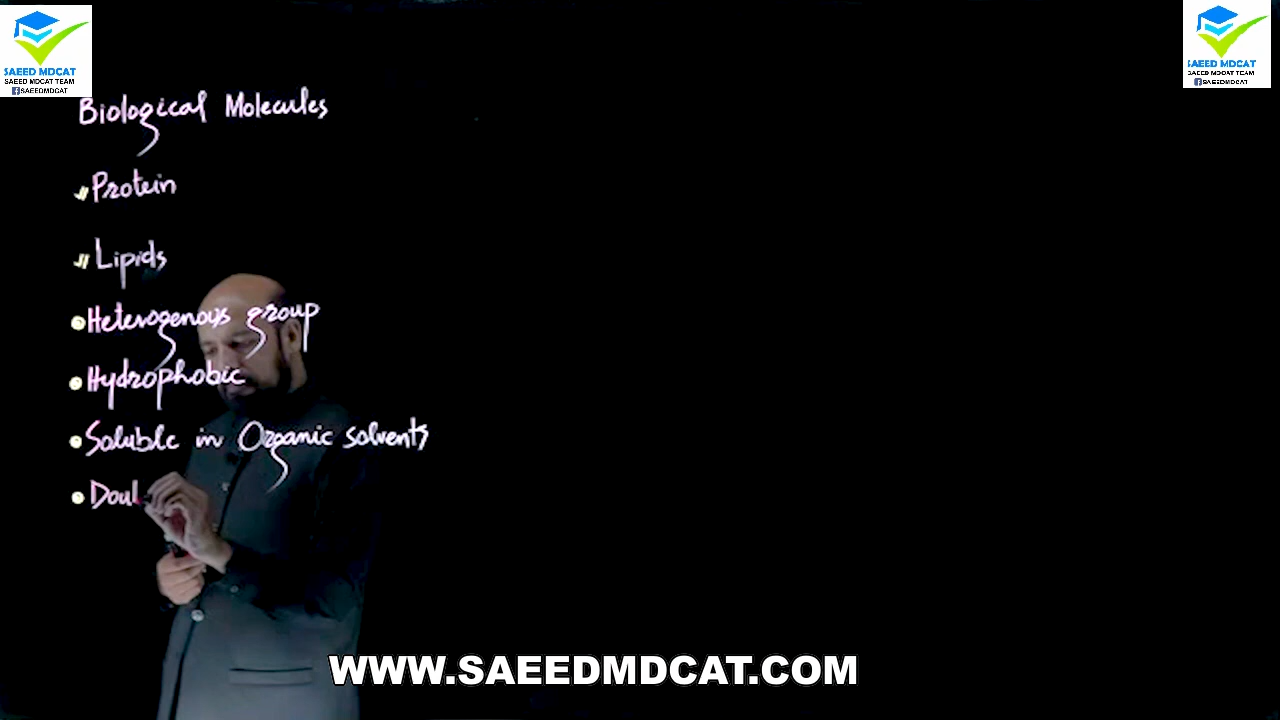 SAEED MDCAT
SAEED MDCAT TEAM
SAEEDMDCAT
SAEED MDCAT
SAEED MDCAT TEAM
SAEEDMDCAT
Biological Molecules
Protein
Lipids
Heterogenous group
Hydrophobic
Soluble in Organic solvents
Doul
WWW.SAEEDMDCAT.COM